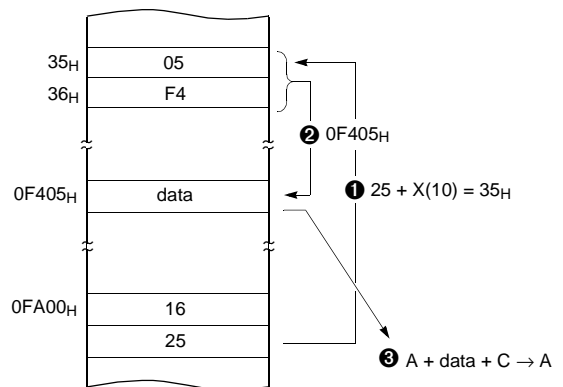 35H 05
36H F4
❷ 0F405H
0F405H data
❶ 25 + X(10) = 35H
0FA00H 16
25
❸ A + data + C → A